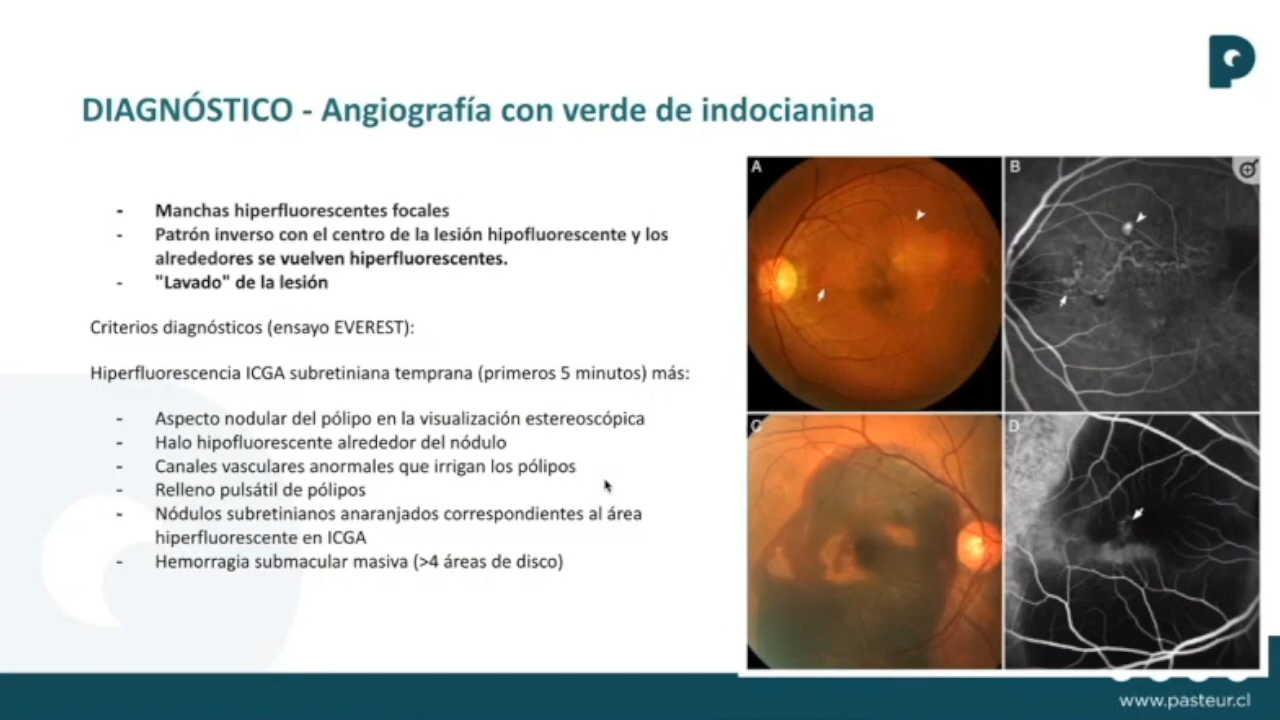 DIAGNÓSTICO - Angiografía con verde de indocianina
- Manchas hiperfluorescentes focales
- Patrón inverso con el centro de la lesión hipofluorescente y los
alrededores se vuelven hiperfluorescentes.
- "Lavado" de la lesión
Criterios diagnósticos (ensayo EVEREST):
Hiperfluorescencia ICGA subretiniana temprana (primeros 5 minutos) más:
- Aspecto nodular del pólipo en la visualización estereoscópica
- Halo hipofluorescente alrededor del nódulo
- Canales vasculares anormales que irrigan los pólipos
- Relleno pulsátil de pólipos
- Nódulos subretinianos anaranjados correspondientes al área
hiperfluorescente en ICGA
- Hemorragia submacular masiva (>4 áreas de disco)
A
B
C
D
www.pasteur.cl